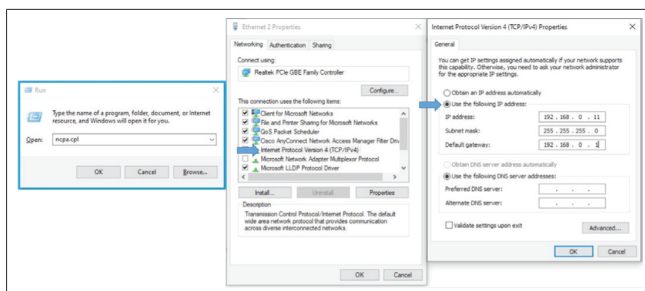 Run
Type the name of a program, folder, document, or Internet
resource, and Windows will open it for you.
Open:
ncpa.cpl
OK
Cancel
Browse...
Ethernet 2 Properties
Networking
Authentication
Sharing
Connect using:
Realtek PCIe GBE Family Controller
Configure...
This connection uses the following items:
Client for Microsoft Networks
File and Printer Sharing for Microsoft Networks
QoS Packet Scheduler
Cisco AnyConnect Network Access Manager Filter Driv
Internet Protocol Version 4 (TCP/IPv4)
Microsoft Network Adapter Multiplexor Protocol
Microsoft LLDP Protocol Driver
Install...
Uninstall
Properties
Description
Transmission Control Protocol/Internet Protocol. The default
wide area network protocol that provides communication
across diverse interconnected networks.
OK
Cancel
Internet Protocol Version 4 (TCP/IPv4) Properties
General
You can get IP settings assigned automatically if your network supports
this capability. Otherwise, you need to ask your network administrator
for the appropriate IP settings.
Obtain an IP address automatically
Use the following IP address:
IP address:
192 . 168 . 0 . 11
Subnet mask:
255 . 255 . 255 . 0
Default gateway:
192 . 168 . 0 . 1
Obtain DNS server address automatically
Use the following DNS server addresses:
Preferred DNS server:
. . .
Alternate DNS server:
. . .
Validate settings upon exit
Advanced...
OK
Cancel